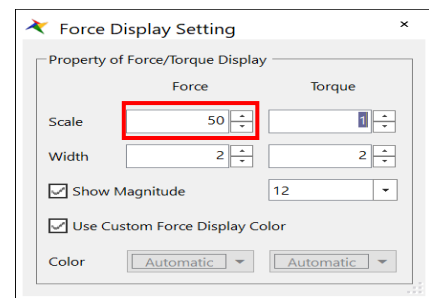 Force Display Setting
Property of Force/Torque Display
Force Torque
Scale 50 1
Width 2 2
Show Magnitude 12
Use Custom Force Display Color
Color Automatic Automatic